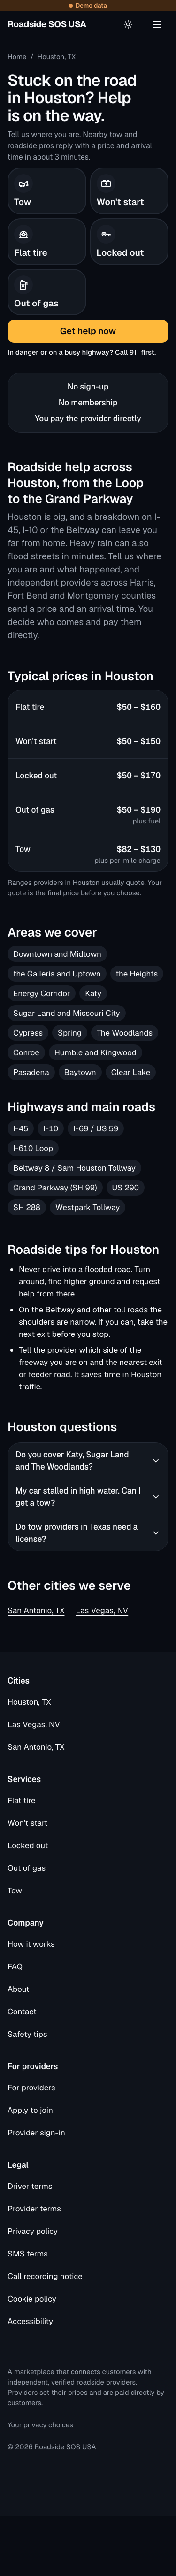 Demo data
Roadside SOS USA
Home / Houston, TX
Stuck on the road
in Houston? Help
is on the way.
Tell us where you are. Nearby tow and
roadside pros reply with a price and arrival
time in about 3 minutes.
Tow
Won't start
Flat tire
Locked out
Out of gas
Get help now
In danger or on a busy highway? Call 911 first.
No sign-up
No membership
You pay the provider directly
Roadside help across
Houston, from the Loop
to the Grand Parkway
Houston is big, and a breakdown on I-
45, I-10 or the Beltway can leave you
far from home. Heavy rain can also
flood streets in minutes. Tell us where
you are and what happened, and
independent providers across Harris,
Fort Bend and Montgomery counties
send a price and an arrival time. You
decide who comes and pay them
directly.
Typical prices in Houston
Flat tire $50 – $160
Won't start $50 – $150
Locked out $50 – $170
Out of gas $50 – $190
plus fuel
Tow $82 – $130
plus per-mile charge
Ranges providers in Houston usually quote. Your
quote is the final price before you choose.
Areas we cover
Downtown and Midtown
the Galleria and Uptown the Heights
Energy Corridor Katy
Sugar Land and Missouri City
Cypress Spring The Woodlands
Conroe Humble and Kingwood
Pasadena Baytown Clear Lake
Highways and main roads
I-45 I-10 I-69 / US 59
I-610 Loop
Beltway 8 / Sam Houston Tollway
Grand Parkway (SH 99) US 290
SH 288 Westpark Tollway
Roadside tips for Houston
• Never drive into a flooded road. Turn
around, find higher ground and request
help from there.
• On the Beltway and other toll roads the
shoulders are narrow. If you can, take the
next exit before you stop.
• Tell the provider which side of the
freeway you are on and the nearest exit
or feeder road. It saves time in Houston
traffic.
Houston questions
Do you cover Katy, Sugar Land
and The Woodlands?
My car stalled in high water. Can I
get a tow?
Do tow providers in Texas need a
license?
Other cities we serve
San Antonio, TX Las Vegas, NV
Cities
Houston, TX
Las Vegas, NV
San Antonio, TX
Services
Flat tire
Won't start
Locked out
Out of gas
Tow
Company
How it works
FAQ
About
Contact
Safety tips
For providers
For providers
Apply to join
Provider sign-in
Legal
Driver terms
Provider terms
Privacy policy
SMS terms
Call recording notice
Cookie policy
Accessibility
A marketplace that connects customers with
independent, verified roadside providers.
Providers set their prices and are paid directly by
customers.
Your privacy choices
© 2026 Roadside SOS USA